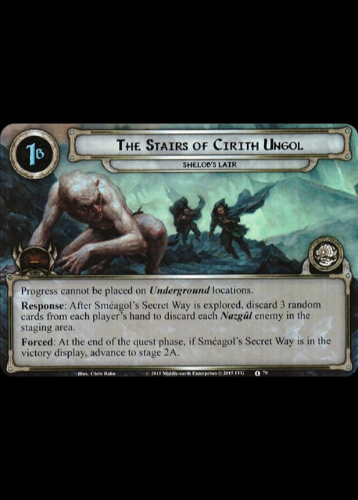 1B
THE STAIRS OF CIRITH UNGOL
SHELOB'S LAIR
Progress cannot be placed on Underground locations.
Response: After Sméagol's Secret Way is explored, discard 3 random
cards from each player's hand to discard each Nazgûl enemy in the
staging area.
Forced: At the end of the quest phase, if Sméagol's Secret Way is in the
victory display, advance to stage 2A.
Illus. Chris Rahn © 2015 Middle-earth Enterprises © 2015 FFG